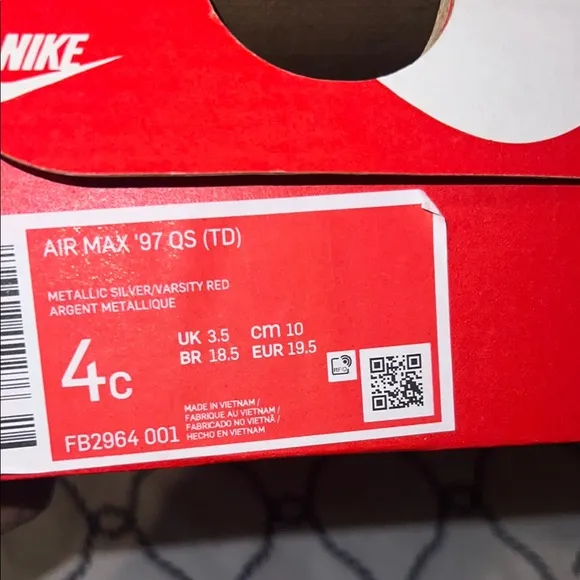 NIKE
AIR MAX '97 QS (TD)
METALLIC SILVER/VARSITY RED
ARGENT METALLIQUE
4C
UK 3.5 cm 10
BR 18.5 EUR 19.5
RFID
FB2964 001
MADE IN VIETNAM /
FABRIQUE AU VIETNAM /
FABRICADO NO VIETNÃ /
HECHO EN VIETNAM